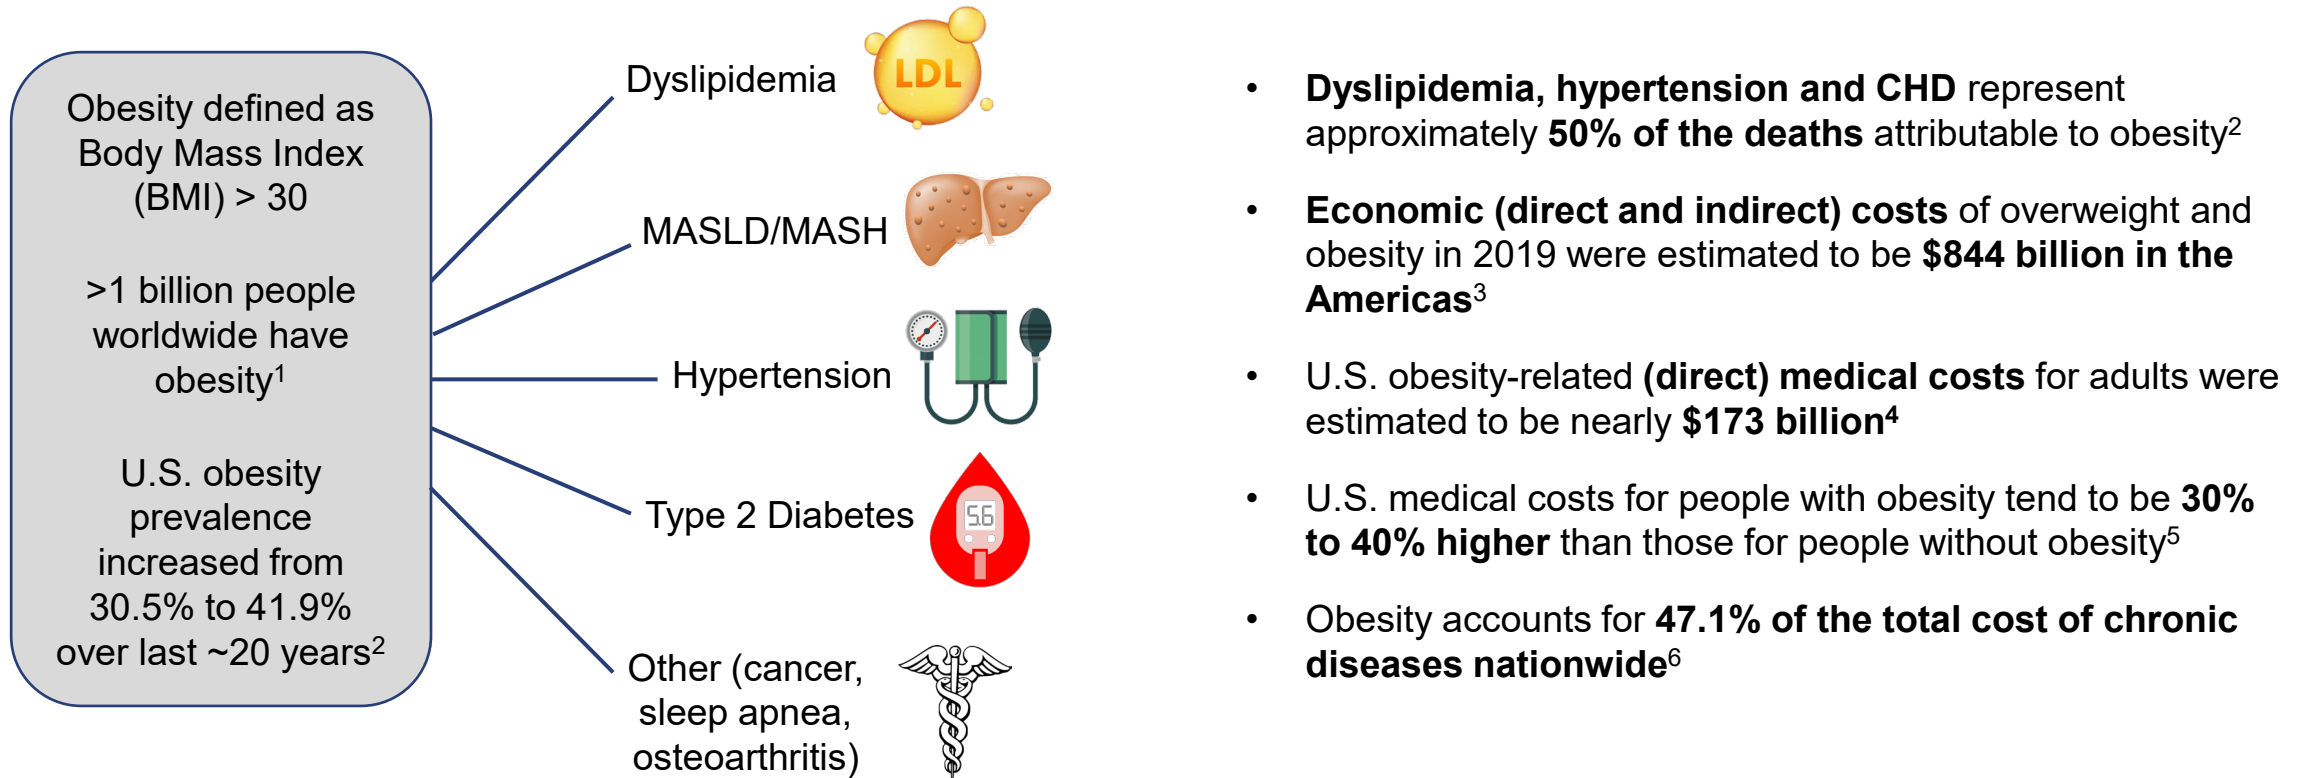 Obesity defined as
Body Mass Index
(BMI) > 30
>1 billion people
worldwide have
obesity1
U.S. obesity
prevalence
increased from
30.5% to 41.9%
over last ~20 years2
Dyslipidemia
LDL
MASLD/MASH
Hypertension
Type 2 Diabetes
5.6
Other (cancer,
sleep apnea,
osteoarthritis)
• Dyslipidemia, hypertension and CHD represent
approximately 50% of the deaths attributable to obesity2
• Economic (direct and indirect) costs of overweight and
obesity in 2019 were estimated to be $844 billion in the
Americas3
• U.S. obesity-related (direct) medical costs for adults were
estimated to be nearly $173 billion4
• U.S. medical costs for people with obesity tend to be 30%
to 40% higher than those for people without obesity5
• Obesity accounts for 47.1% of the total cost of chronic
diseases nationwide6